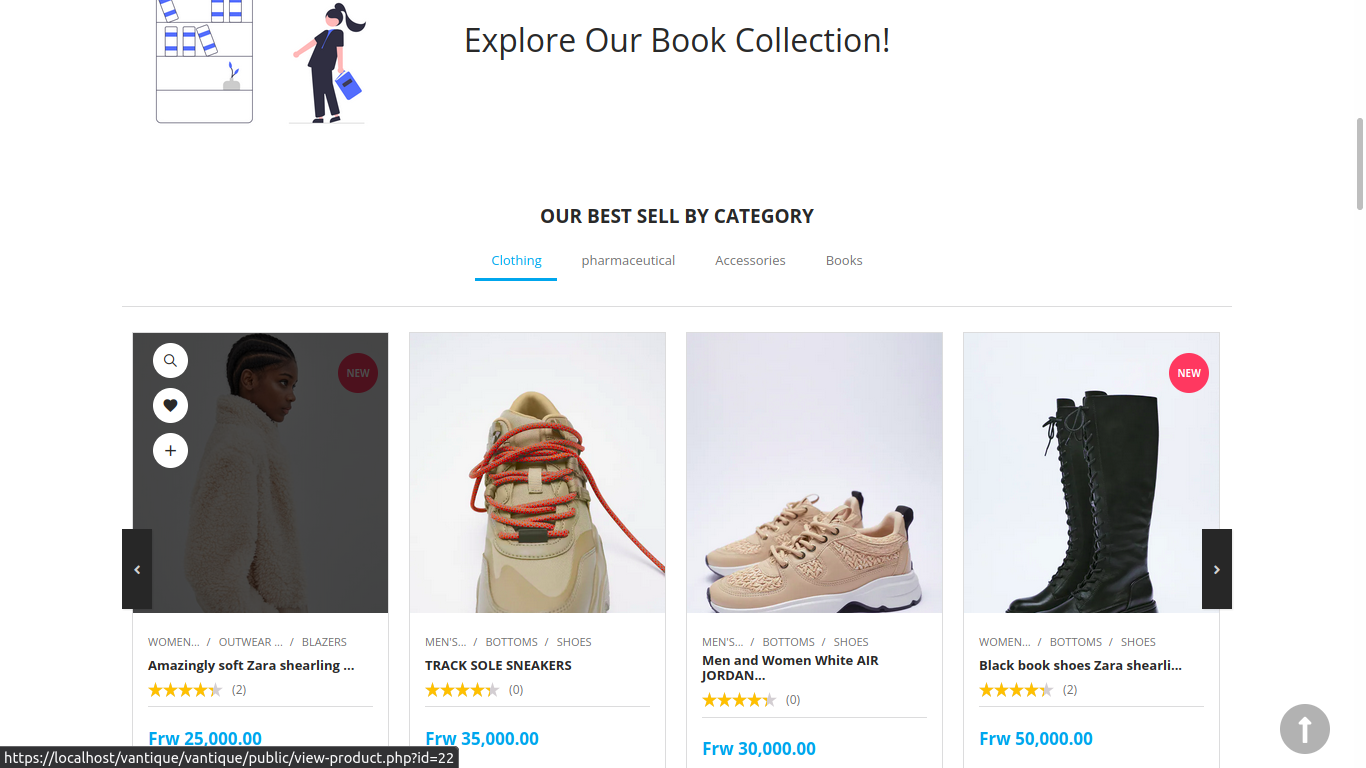 Explore Our Book Collection!
OUR BEST SELL BY CATEGORY
Clothing pharmaceutical Accessories Books
NEW
NEW
WOMEN... / OUTWEAR ... / BLAZERS
Amazingly soft Zara shearling ...
(2)
Frw 25,000.00
MEN'S... / BOTTOMS / SHOES
TRACK SOLE SNEAKERS
(0)
Frw 35,000.00
MEN'S... / BOTTOMS / SHOES
Men and Women White AIR
JORDAN...
(0)
Frw 30,000.00
WOMEN... / BOTTOMS / SHOES
Black book shoes Zara shearli...
(2)
Frw 50,000.00
https://localhost/vantique/vantique/public/view-product.php?id=22